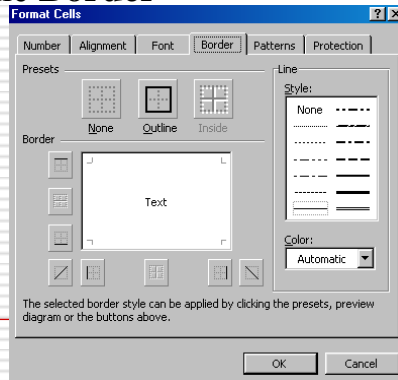 Border
Format Cells
Number Alignment Font Border Patterns Protection
Presets
None Outline Inside
Border
Text
Line
Style:
None
Color:
Automatic
The selected border style can be applied by clicking the presets, preview
diagram or the buttons above.
OK Cancel